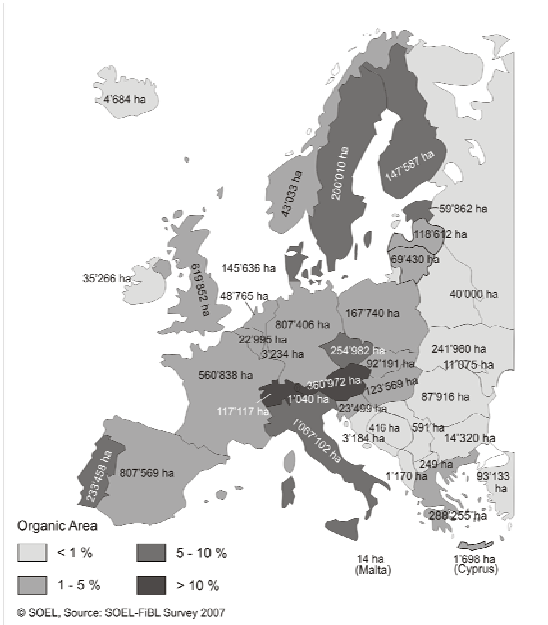 4'684 ha
43'033 ha
200'010 ha
147'587 ha
59'862 ha
118'612 ha
69'430 ha
35'266 ha
619'852 ha
145'636 ha
48'765 ha
40'000 ha
807'406 ha
167'740 ha
22'996 ha
3'234 ha
254'982 ha
92'191 ha
241'980 ha
11'075 ha
560'838 ha
360'972 ha
1'040 ha
123'569 ha
87'916 ha
117'117 ha
23'499 ha
1'067'102 ha
416 ha
591 ha
3'184 ha
14'320 ha
233'458 ha
807'569 ha
249 ha
1'170 ha
93'133
ha
288'255 ha
14 ha
(Malta)
1'698 ha
(Cyprus)
Organic Area
< 1 %
5 - 10 %
1 - 5 %
> 10 %
© SOEL, Source: SOEL-FiBL Survey 2007